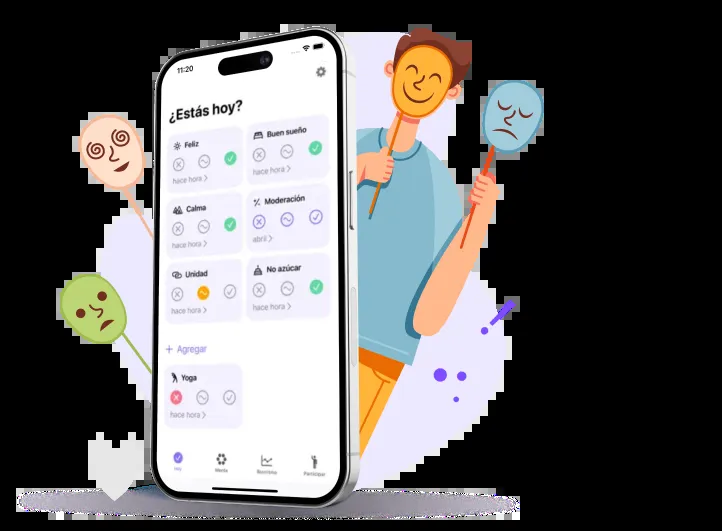 11:20
¿Estás hoy?
Feliz
hace hora >
Buen sueño
hace hora >
Calma
hace hora >
Moderación
abril >
Unidad
hace hora >
No azúcar
hace hora >
+ Agregar
Yoga
hace hora >
Participar